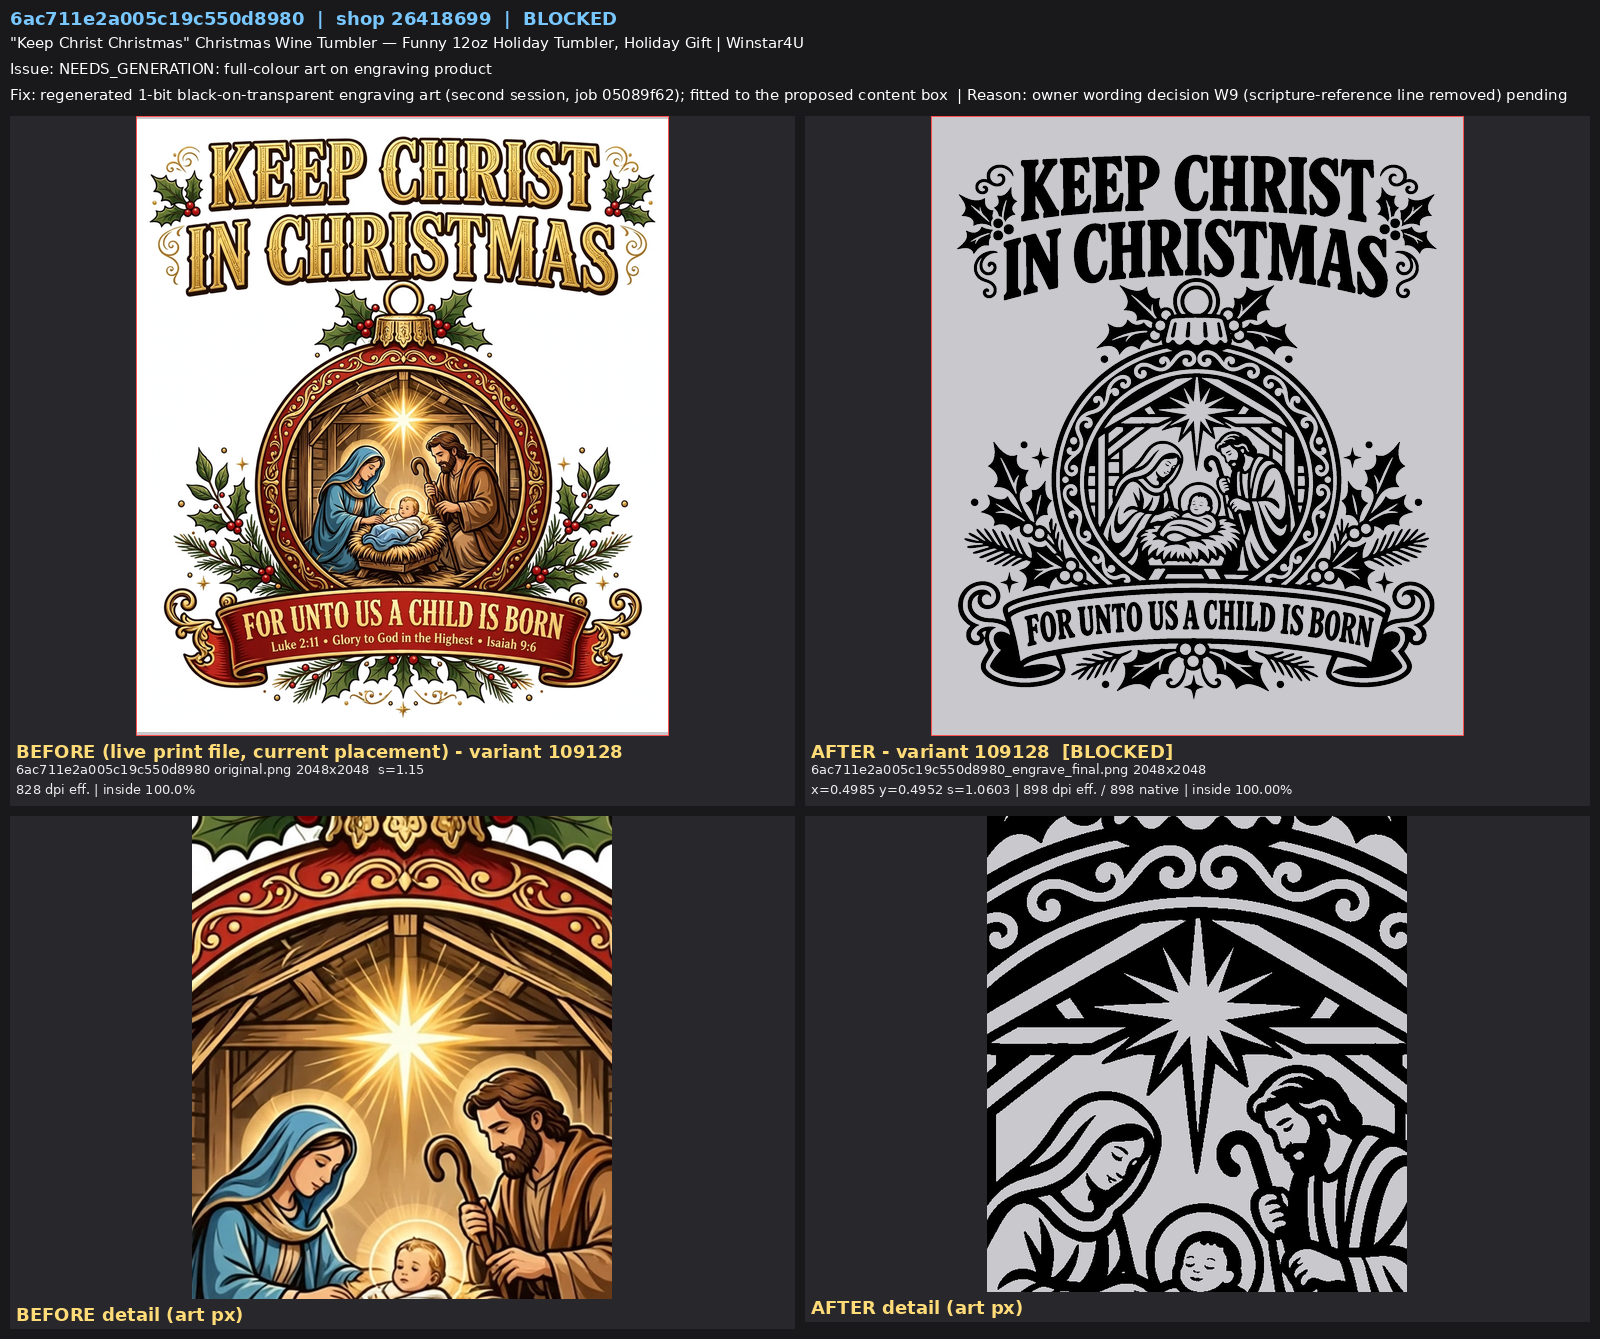 6ac711e2a005c19c550d8980 | shop 26418699 | BLOCKED
"Keep Christ Christmas" Christmas Wine Tumbler — Funny 12oz Holiday Tumbler, Holiday Gift | Winstar4U
Issue: NEEDS_GENERATION: full-colour art on engraving product
Fix: regenerated 1-bit black-on-transparent engraving art (second session, job 05089f62); fitted to the proposed content box | Reason: owner wording decision W9 (scripture-reference line removed) pending
KEEP CHRIST
IN CHRISTMAS
FOR UNTO US A CHILD IS BORN
Luke 2:11 • Glory to God in the Highest • Isaiah 9:6
BEFORE (live print file, current placement) - variant 109128
6ac711e2a005c19c550d8980 original.png 2048x2048 s=1.15
828 dpi eff. | inside 100.0%
KEEP CHRIST
IN CHRISTMAS
FOR UNTO US A CHILD IS BORN
AFTER - variant 109128 [BLOCKED]
6ac711e2a005c19c550d8980_engrave_final.png 2048x2048
x=0.4985 y=0.4952 s=1.0603 | 898 dpi eff. / 898 native | inside 100.00%
BEFORE detail (art px)
AFTER detail (art px)